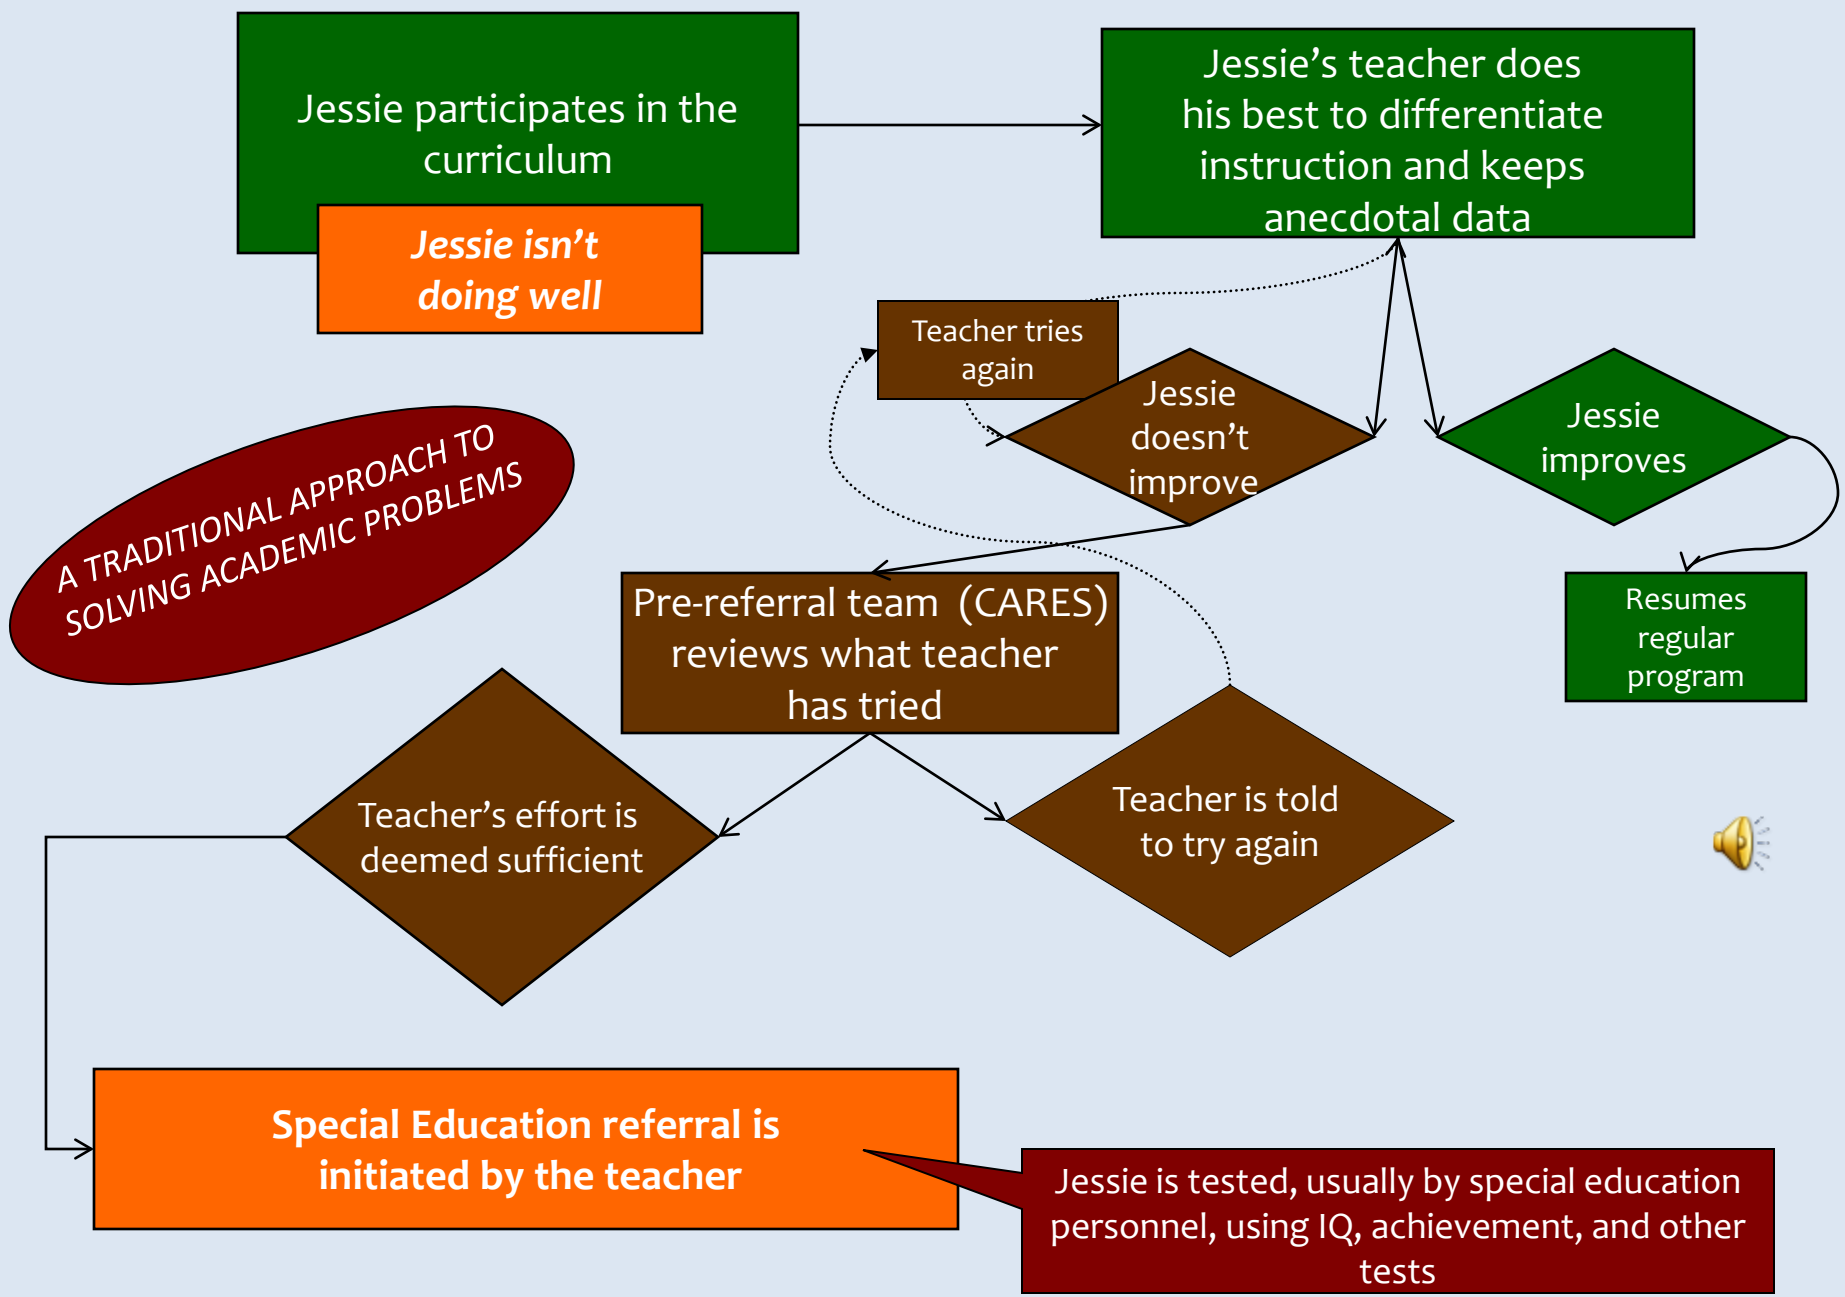 Jessie participates in the
curriculum
Jessie isn’t
doing well
Jessie’s teacher does
his best to differentiate
instruction and keeps
anecdotal data
Teacher tries
again
Jessie
doesn’t
improve
Jessie
improves
A TRADITIONAL APPROACH TO
SOLVING ACADEMIC PROBLEMS
Pre-referral team (CARES)
reviews what teacher
has tried
Resumes
regular
program
Teacher’s effort is
deemed sufficient
Teacher is told
to try again
Special Education referral is
initiated by the teacher
Jessie is tested, usually by special education
personnel, using IQ, achievement, and other
tests